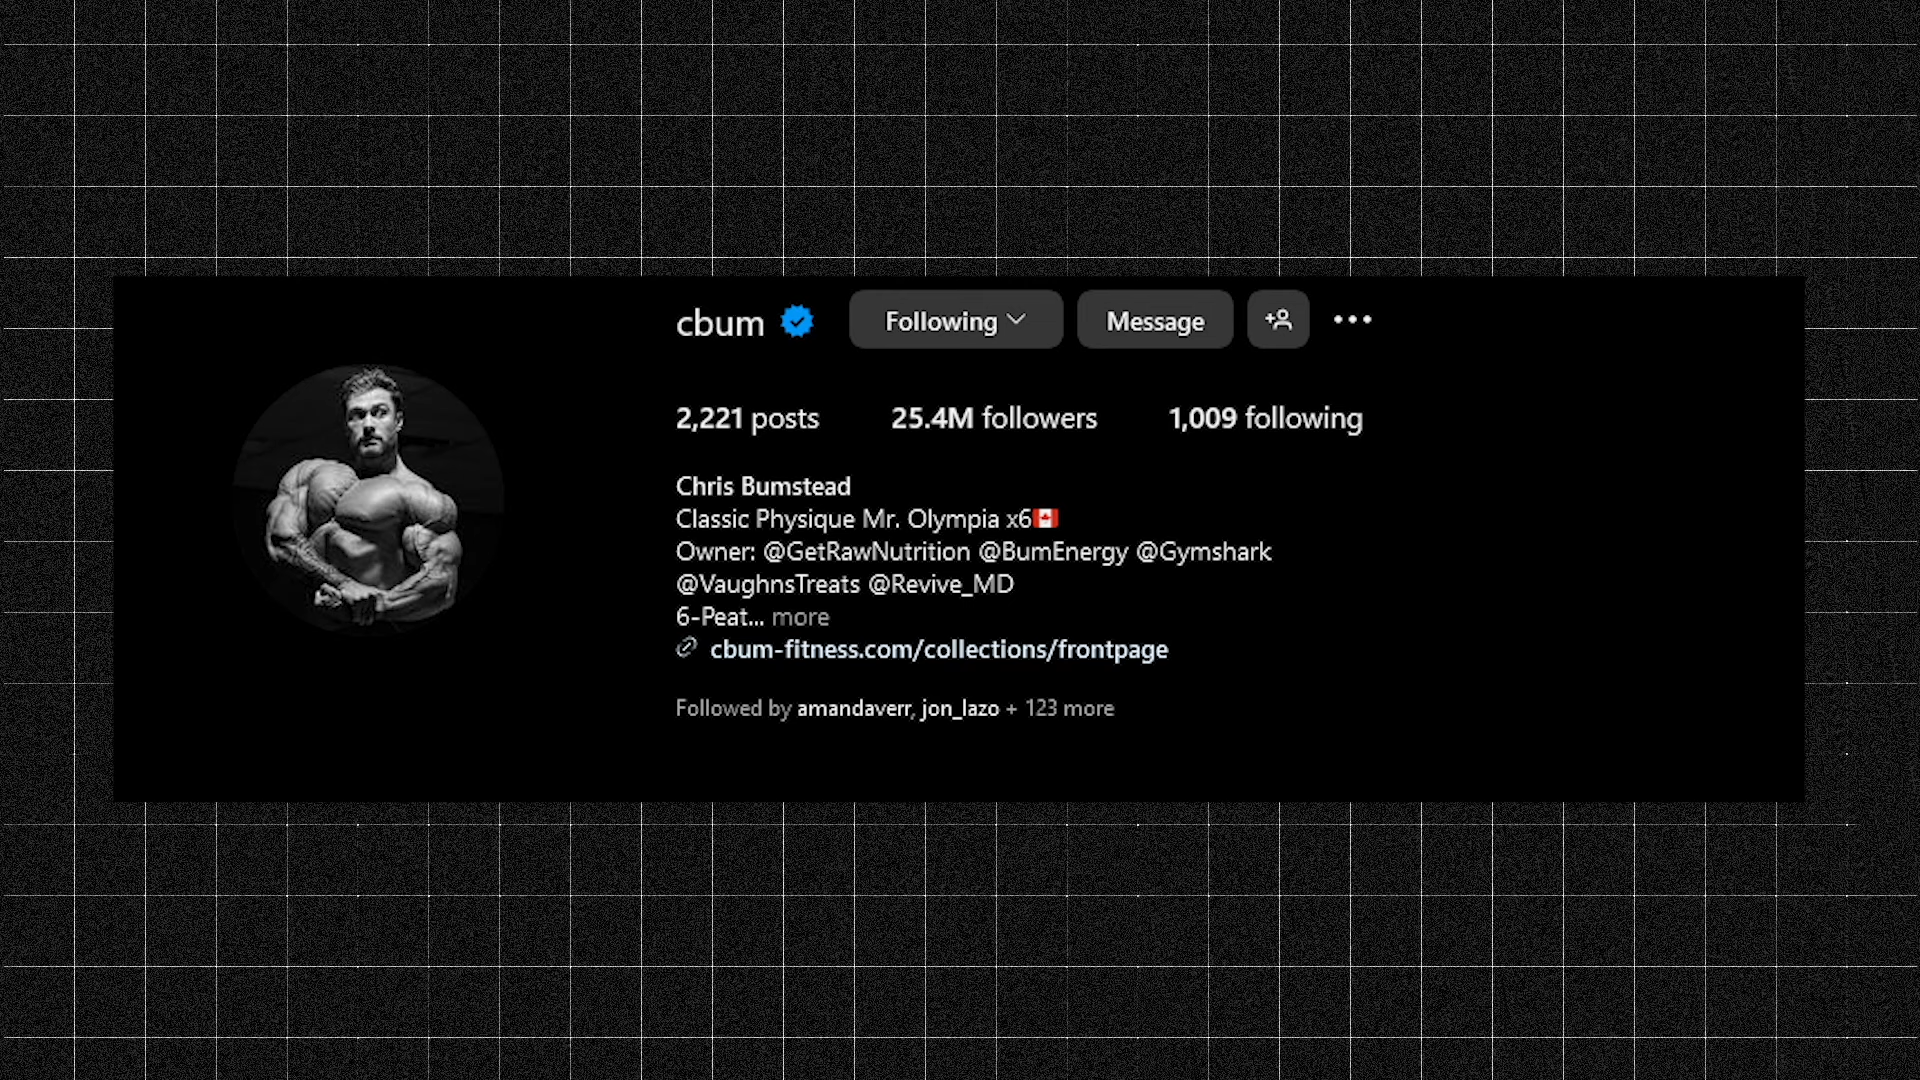 cbum Following Message
2,221 posts 25.4M followers 1,009 following
Chris Bumstead
Classic Physique Mr. Olympia x6🇨🇦
Owner: @GetRawNutrition @BumEnergy @Gymshark
@VaughnsTreats @Revive_MD
6-Peat... more
cbum-fitness.com/collections/frontpage
Followed by amandaverr, jon_lazo + 123 more